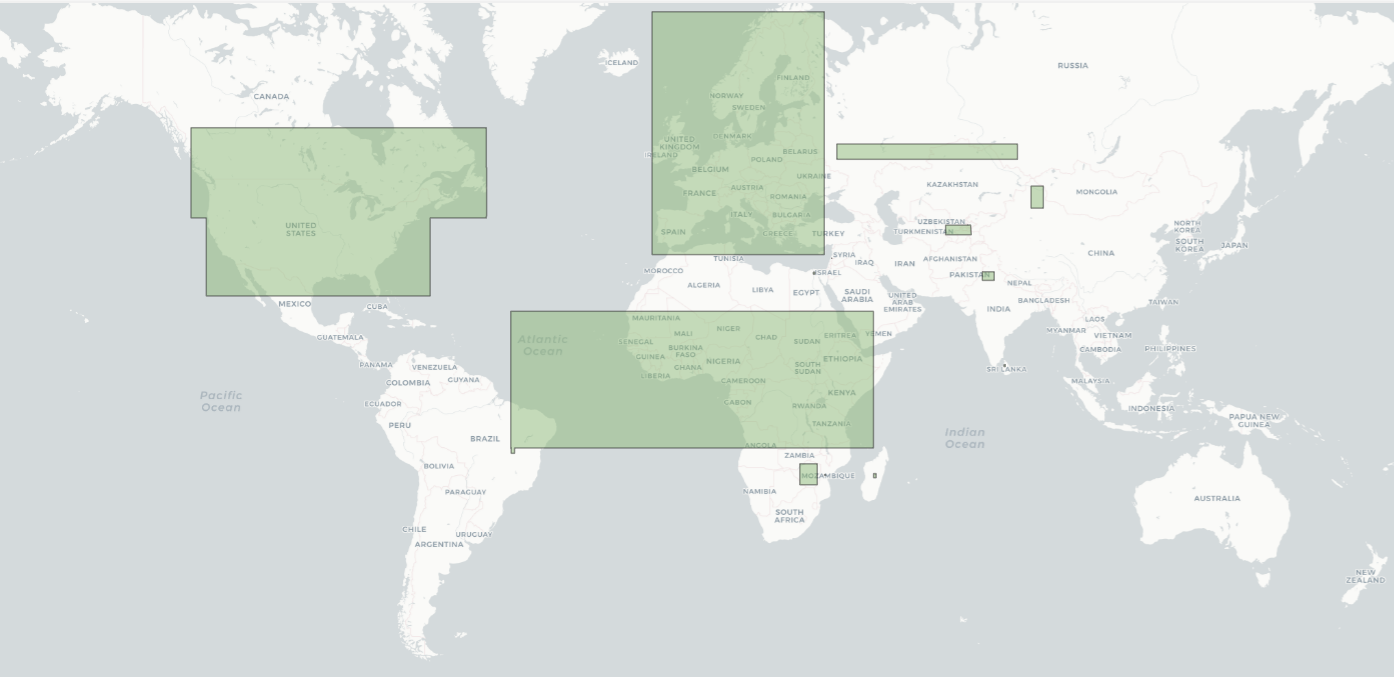 ICELAND
RUSSIA
FINLAND
CANADA
NORWAY
SWEDEN
UNITED
KINGDOM
DENMARK
IRELAND
BELARUS
POLAND
BELGIUM
UKRAINE
KAZAKHSTAN
FRANCE
AUSTRIA
ROMANIA
MONGOLIA
ITALY
BULGARIA
UZBEKISTAN
NORTH
KOREA
UNITED
STATES
SPAIN
GREECE
TURKEY
TURKMENISTAN
SOUTH
KOREA
JAPAN
TUNISIA
SYRIA
IRAQ
IRAN
AFGHANISTAN
CHINA
MOROCCO
ISRAEL
PAKISTAN
ALGERIA
LIBYA
EGYPT
SAUDI
ARABIA
NEPAL
UNITED
ARAB
EMIRATES
BANGLADESH
MEXICO
CUBA
INDIA
TAIWAN
MAURITANIA
LAOS
GUATEMALA
Atlantic
Ocean
SENEGAL
MALI
NIGER
CHAD
SUDAN
ERITREA
YEMEN
MYANMAR
VIETNAM
BURKINA
FASO
GUINEA
CAMBODIA
PHILIPPINES
PANAMA
VENEZUELA
GHANA
NIGERIA
SOUTH
SUDAN
ETHIOPIA
SRI LANKA
LIBERIA
COLOMBIA
GUYANA
CAMEROON
MALAYSIA
Pacific
Ocean
ECUADOR
GABON
RWANDA
KENYA
INDONESIA
PERU
TANZANIA
PAPUA NEW
GUINEA
BRAZIL
Indian
Ocean
ANGOLA
ZAMBIA
BOLIVIA
MOZAMBIQUE
PARAGUAY
NAMIBIA
AUSTRALIA
SOUTH
AFRICA
CHILE
URUGUAY
ARGENTINA
NEW
ZEALAND